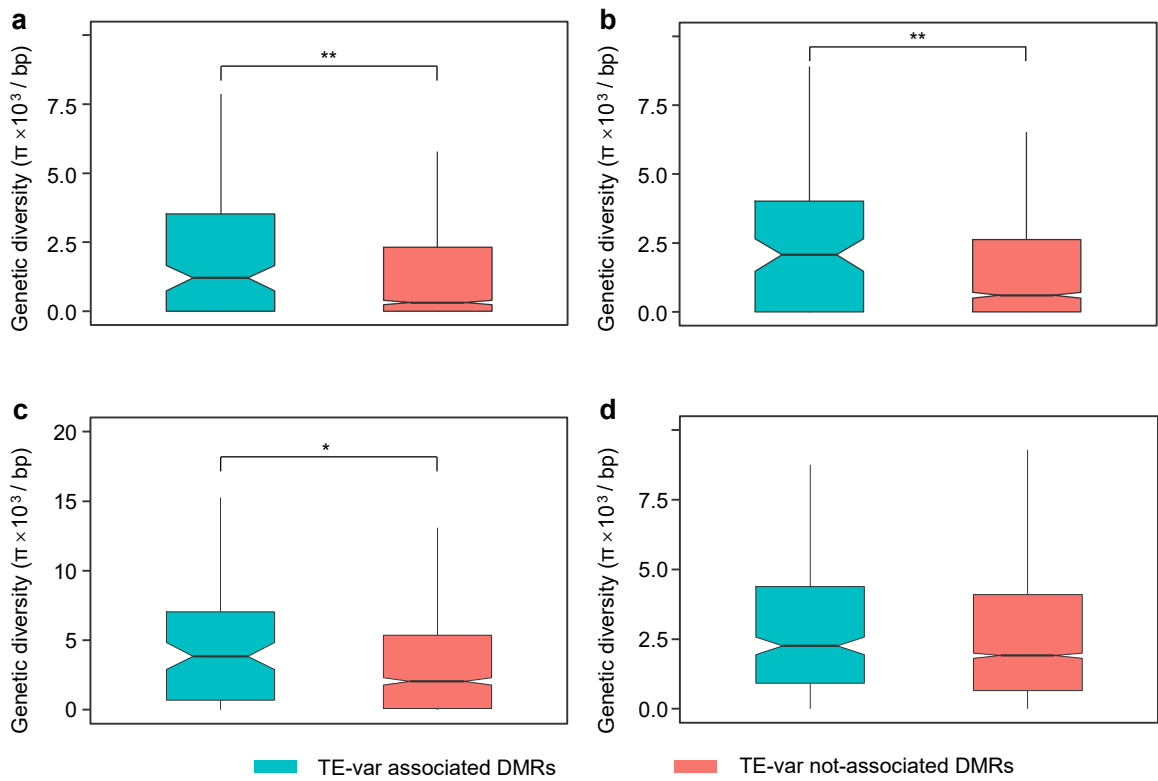 a
Genetic diversity (π ×10³ / bp)
7.5
5.0
2.5
0.0
**
b
Genetic diversity (π ×10³ / bp)
7.5
5.0
2.5
0.0
**
c
Genetic diversity (π ×10³ / bp)
20
15
10
5
0
*
d
Genetic diversity (π ×10³ / bp)
7.5
5.0
2.5
0.0
TE-var associated DMRs
TE-var not-associated DMRs